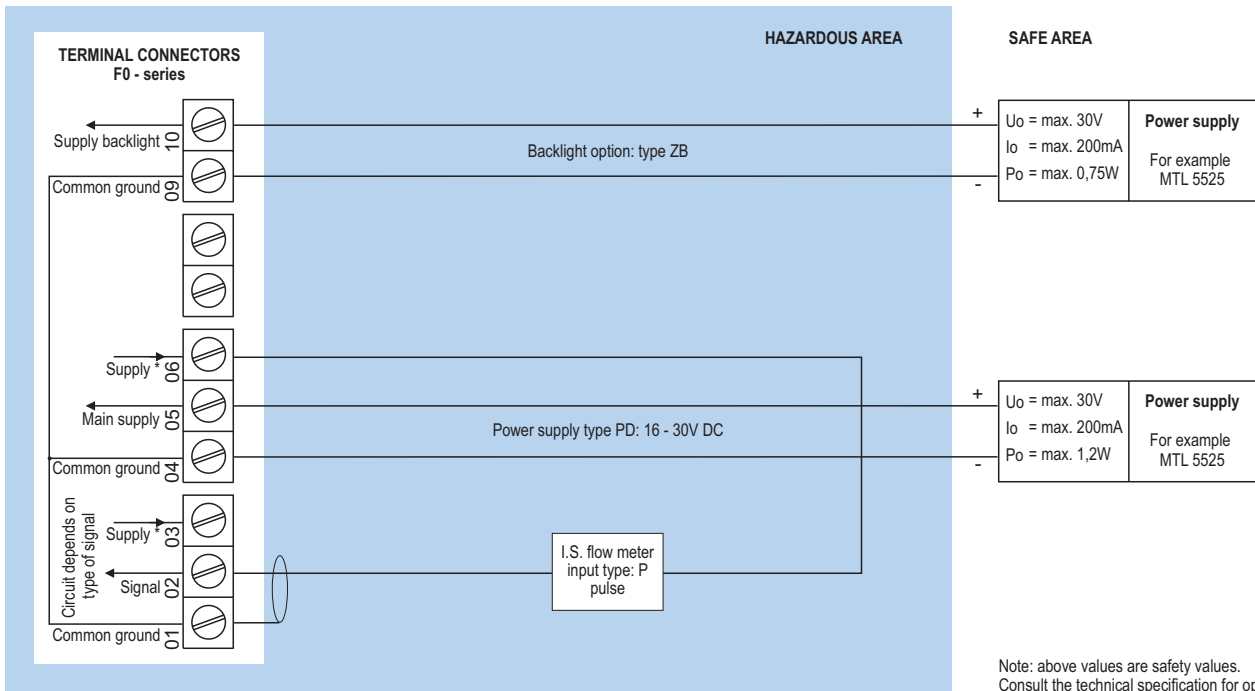 HAZARDOUS AREA
SAFE AREA
TERMINAL CONNECTORS
F0 - series
Supply backlight
10
Common ground
09
Backlight option: type ZB
+
-
Uo = max. 30V
Io = max. 200mA
Po = max. 0,75W
Power supply
For example
MTL 5525
Supply *
06
Main supply
05
Common ground
04
Power supply type PD: 16 - 30V DC
+
-
Uo = max. 30V
Io = max. 200mA
Po = max. 1,2W
Power supply
For example
MTL 5525
Circuit depends on
type of signal
Supply *
03
Signal
02
Common ground
01
I.S. flow meter
input type: P
pulse
Note: above values are safety values.
Consult the technical specification for